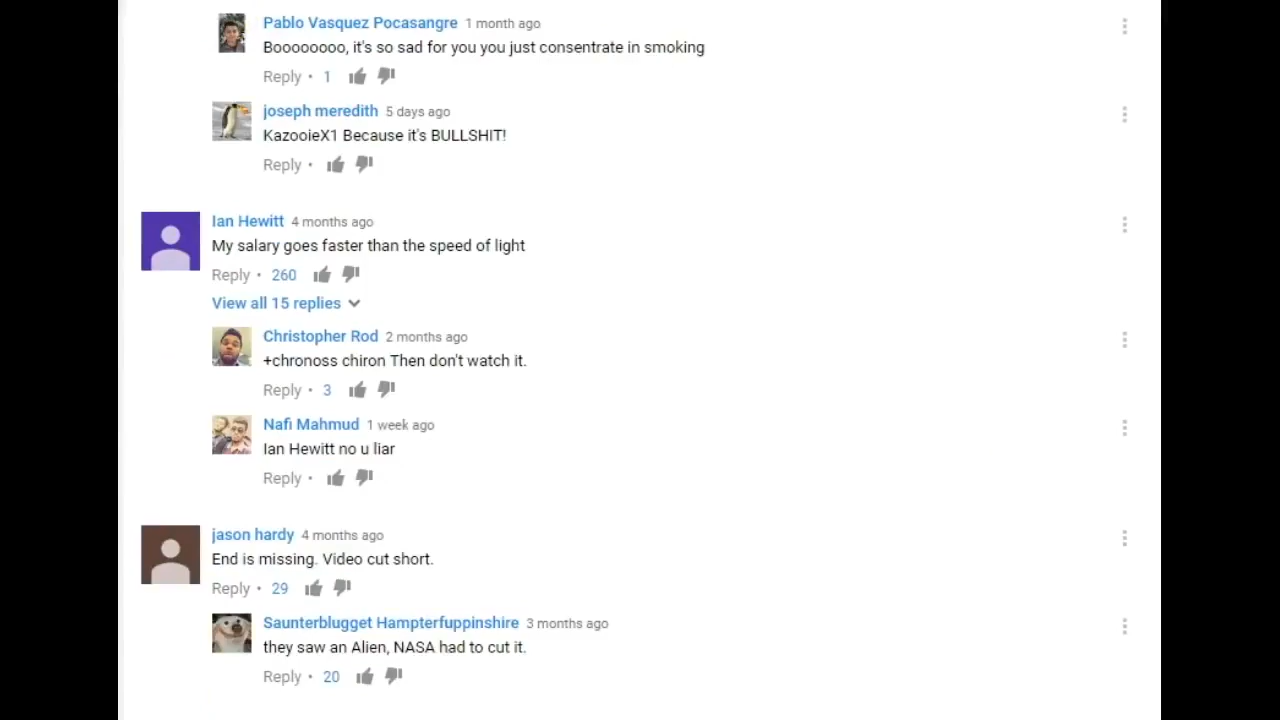 Pablo Vasquez Pocasangre 1 month ago
Boooooooo, it's so sad for you you just consentrate in smoking
Reply • 1
joseph meredith 5 days ago
KazooieX1 Because it's BULLSHIT!
Reply •
Ian Hewitt 4 months ago
My salary goes faster than the speed of light
Reply • 260
View all 15 replies
Christopher Rod 2 months ago
+chronoss chiron Then don't watch it.
Reply • 3
Nafi Mahmud 1 week ago
Ian Hewitt no u liar
Reply •
jason hardy 4 months ago
End is missing. Video cut short.
Reply • 29
Saunterblugget Hampterfuppinshire 3 months ago
they saw an Alien, NASA had to cut it.
Reply • 20